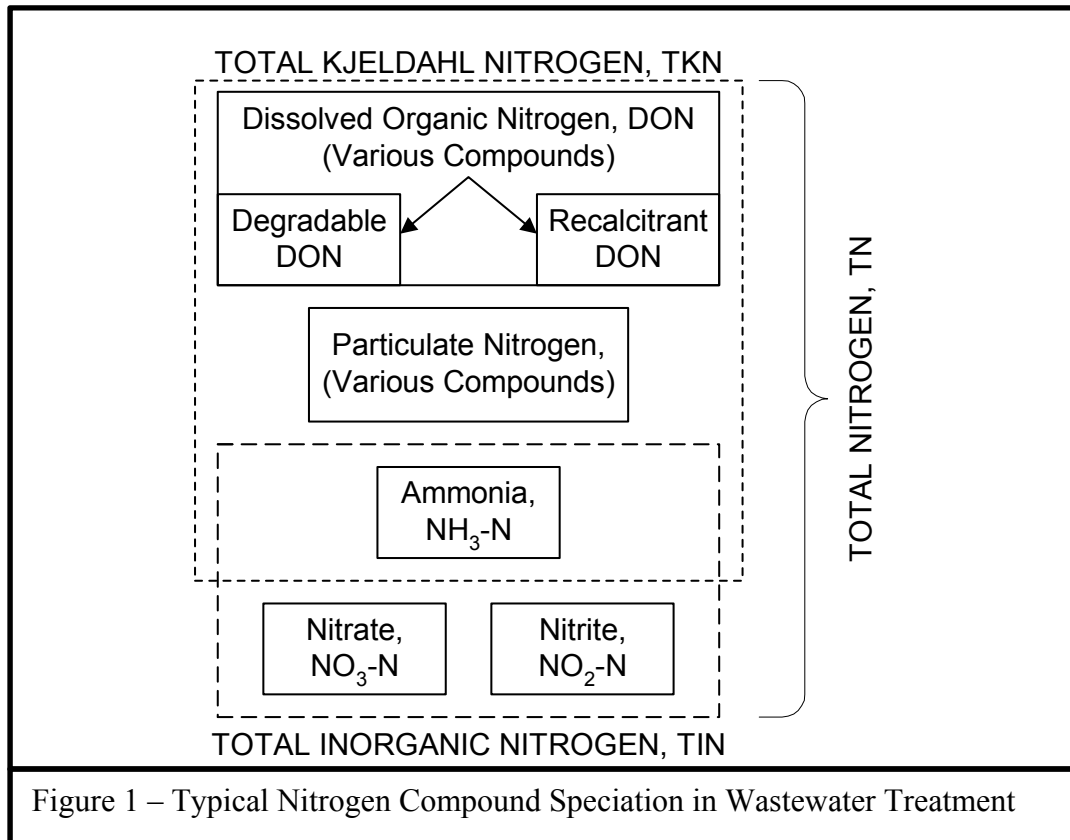 TOTAL KJELDAHL NITROGEN, TKN
Dissolved Organic Nitrogen, DON
(Various Compounds)
Degradable
DON
Recalcitrant
DON
Particulate Nitrogen,
(Various Compounds)
Ammonia,
NH₃-N
Nitrate,
NO₃-N
Nitrite,
NO₂-N
TOTAL INORGANIC NITROGEN, TIN
TOTAL NITROGEN, TN
Figure 1 – Typical Nitrogen Compound Speciation in Wastewater Treatment